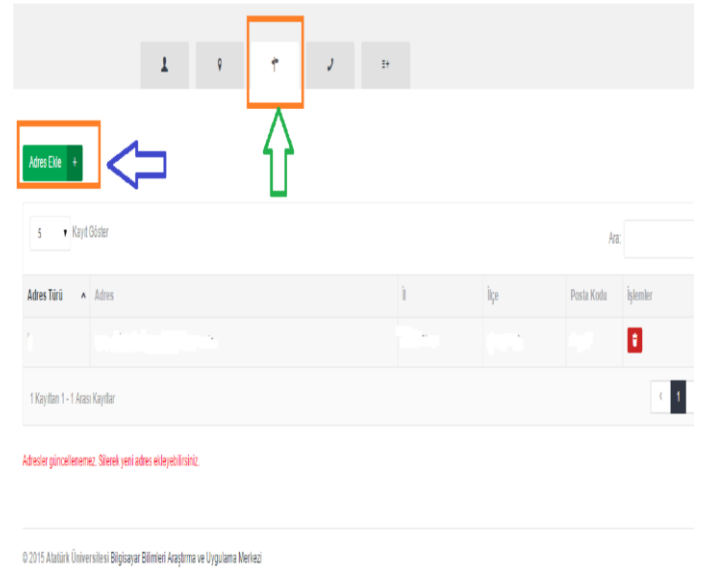 Adres Ekle +
5 Kayıt Göster
Ara:
Adres Türü Adres İl İlçe Posta Kodu İşlemler
1 Kayıttan 1 - 1 Arası Kayıtlar
1
Adresler güncellenemez. Silerek yeni adres ekleyebilirsiniz.
© 2015 Atatürk Üniversitesi Bilgisayar Bilimleri Araştırma ve Uygulama Merkezi